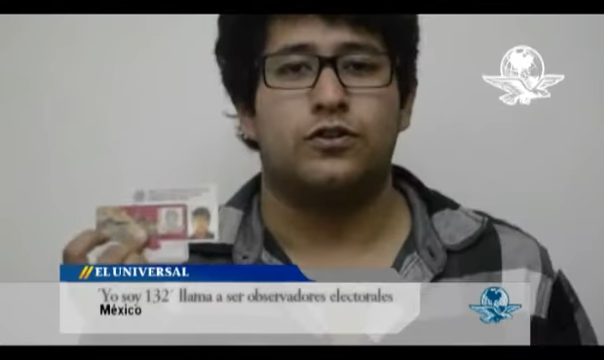 EL UNIVERSAL
´Yo soy 132´ llama a ser observadores electorales
México